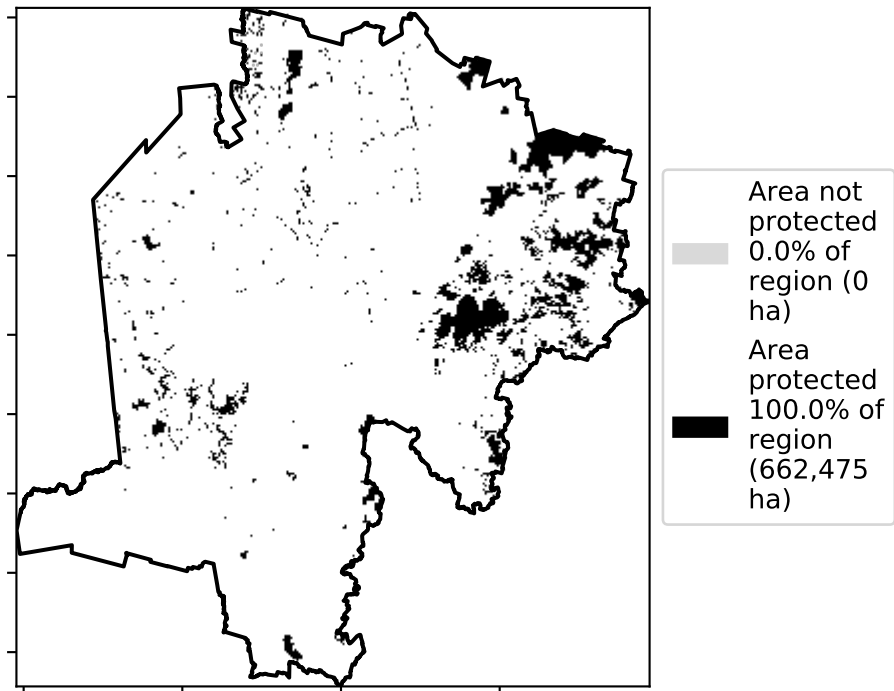 Area not
protected
0.0% of
region (0
ha)
Area
protected
100.0% of
region
(662,475
ha)